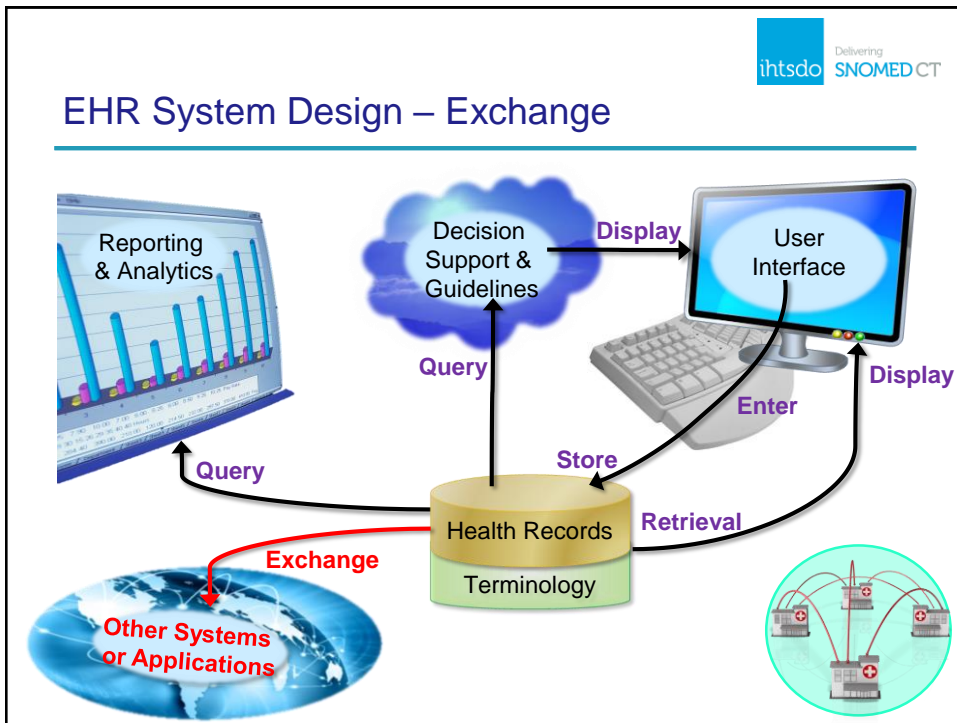 ihtsdo
Delivering
SNOMED CT
EHR System Design – Exchange
Reporting
& Analytics
Decision
Support &
Guidelines
Display
User
Interface
Query
Display
Enter
Store
Query
Health Records
Retrieval
Exchange
Terminology
Other Systems
or Applications